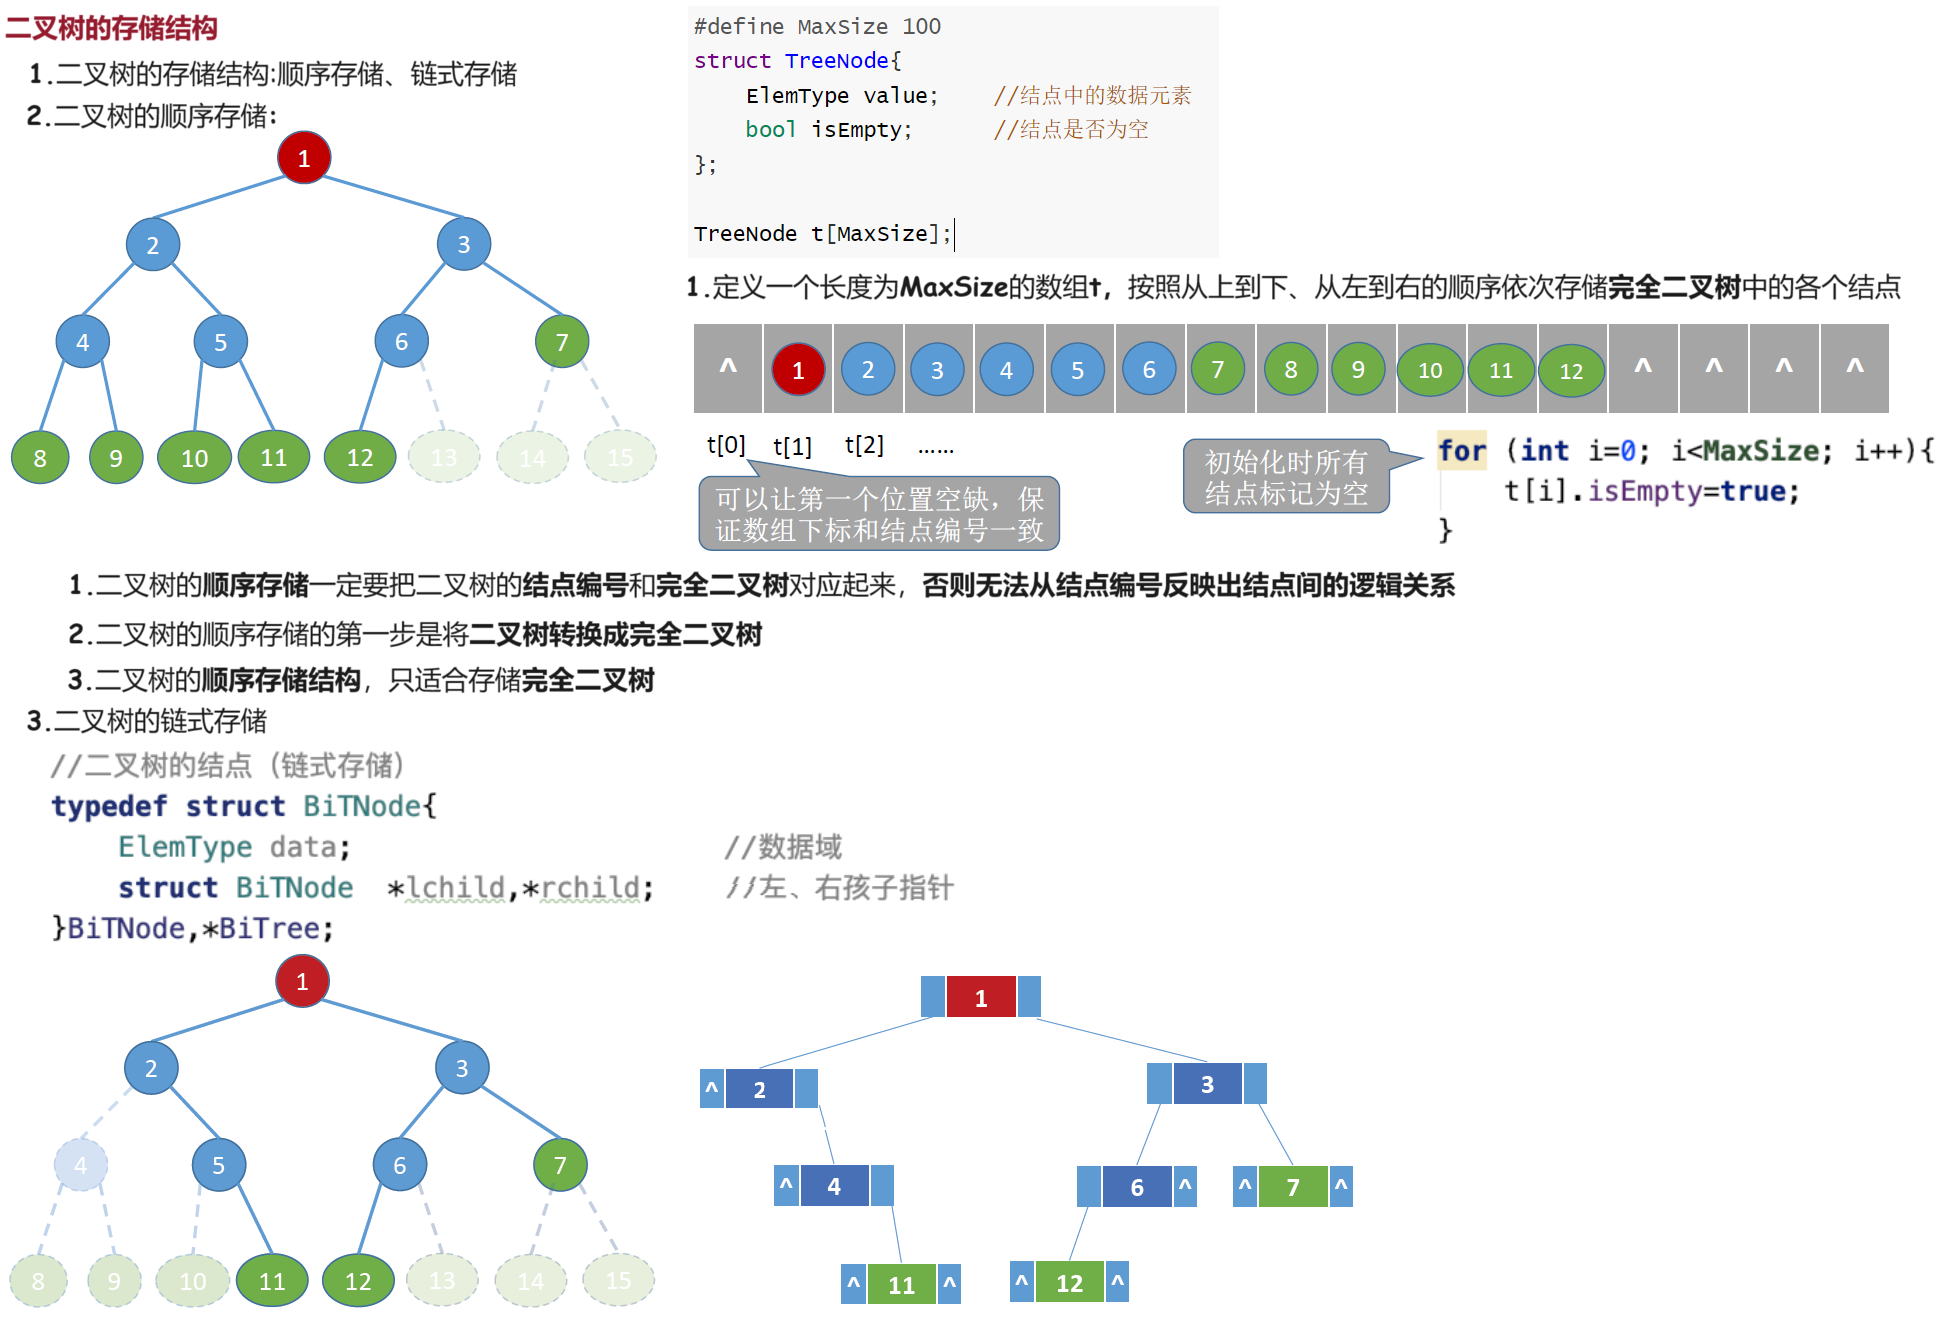 二叉树的存储结构
1.二叉树的存储结构:顺序存储、链式存储
2.二叉树的顺序存储:
1
2 3
4 5 6 7
8 9 10 11 12 13 14 15
#define MaxSize 100
struct TreeNode{
ElemType value; //结点中的数据元素
bool isEmpty; //结点是否为空
};
TreeNode t[MaxSize];
1.定义一个长度为MaxSize的数组t，按照从上到下、从左到右的顺序依次存储完全二叉树中的各个结点
^ 1 2 3 4 5 6 7 8 9 10 11 12 ^ ^ ^ ^
t[0] t[1] t[2] ......
可以让第一个位置空缺，保
证数组下标和结点编号一致
初始化时所有
结点标记为空
for (int i=0; i<MaxSize; i++){
t[i].isEmpty=true;
}
1.二叉树的顺序存储一定要把二叉树的结点编号和完全二叉树对应起来，否则无法从结点编号反映出结点间的逻辑关系
2.二叉树的顺序存储的第一步是将二叉树转换成完全二叉树
3.二叉树的顺序存储结构，只适合存储完全二叉树
3.二叉树的链式存储
//二叉树的结点（链式存储）
typedef struct BiTNode{
ElemType data; //数据域
struct BiTNode *lchild,*rchild; //左、右孩子指针
}BiTNode,*BiTree;
1
2 3
4 5 6 7
8 9 10 11 12 13 14 15
1
^ 2 3
^ 4 6 ^ ^ 7 ^
^ 11 ^ ^ 12 ^